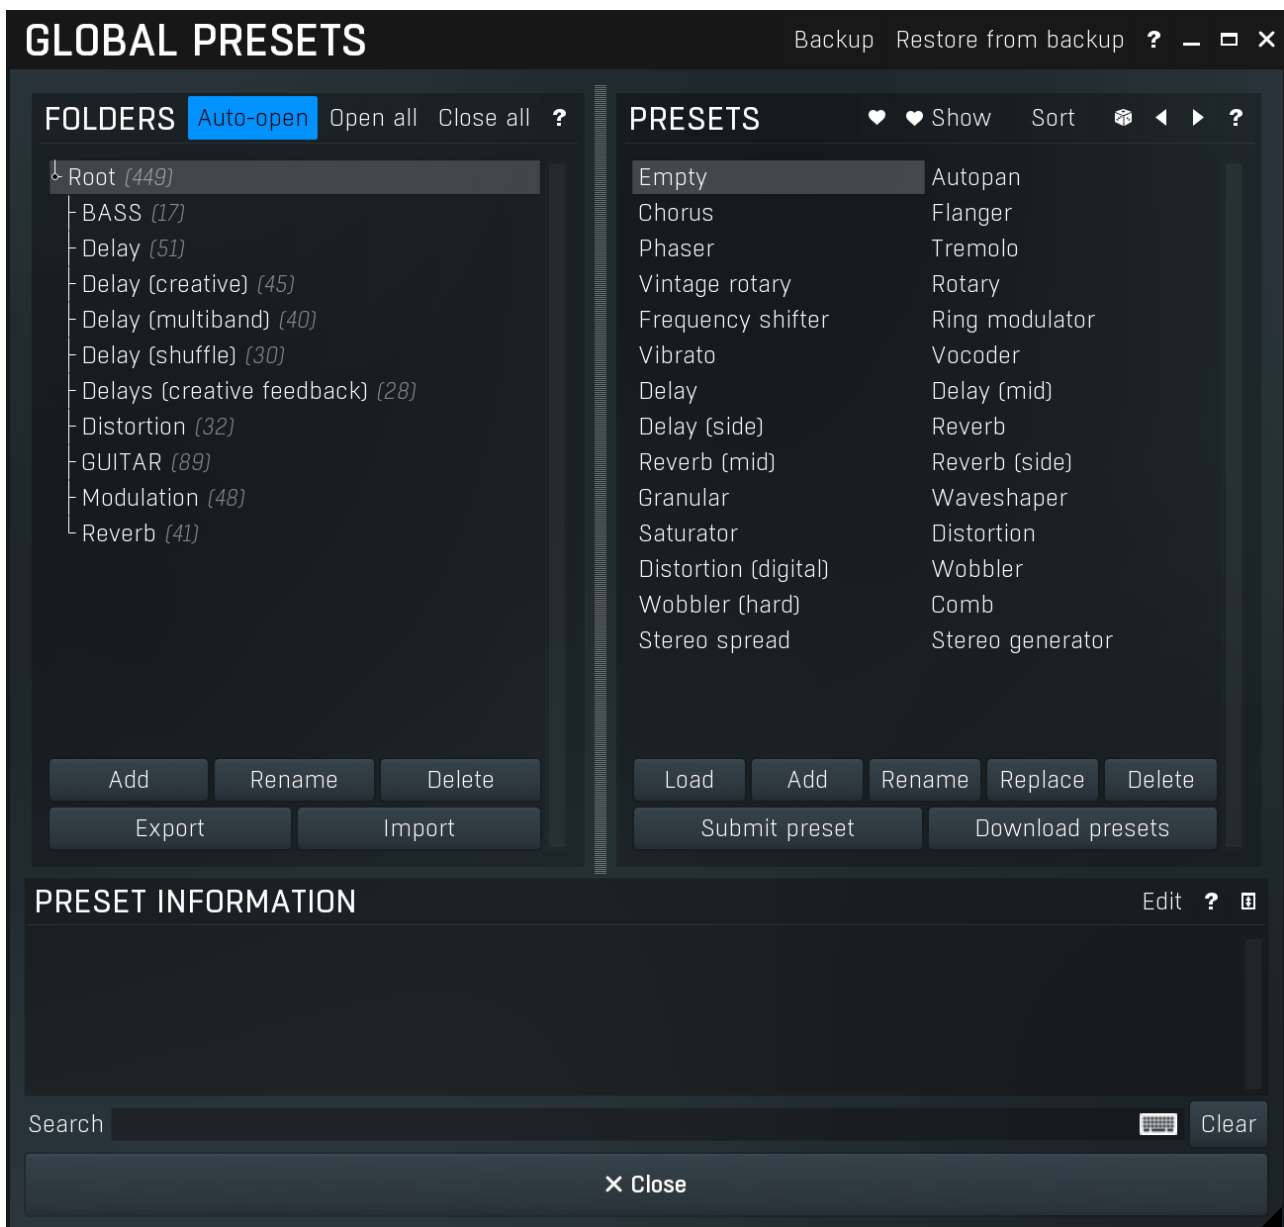 GLOBAL PRESETS Backup Restore from backup ?
FOLDERS Auto-open Open all Close all ?
Root (449)
BASS (17)
Delay (51)
Delay (creative) (45)
Delay (multiband) (40)
Delay (shuffle) (30)
Delays (creative feedback) (28)
Distortion (32)
GUITAR (89)
Modulation (48)
Reverb (41)
Add Rename Delete
Export Import
PRESETS Show Sort ?
Empty Autopan
Chorus Flanger
Phaser Tremolo
Vintage rotary Rotary
Frequency shifter Ring modulator
Vibrato Vocoder
Delay Delay (mid)
Delay (side) Reverb
Reverb (mid) Reverb (side)
Granular Waveshaper
Saturator Distortion
Distortion (digital) Wobbler
Wobbler (hard) Comb
Stereo spread Stereo generator
Load Add Rename Replace Delete
Submit preset Download presets
PRESET INFORMATION Edit ?
Search Clear
Close